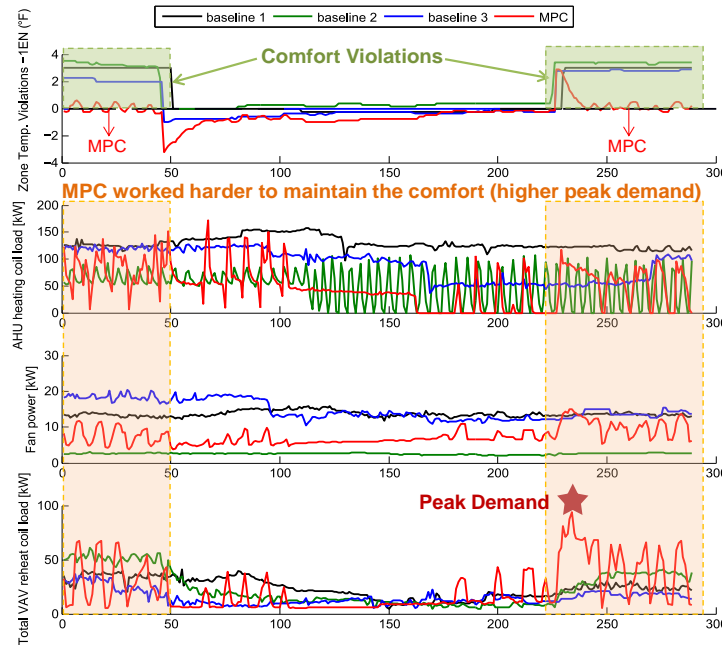 baseline 1 baseline 2 baseline 3 MPC
Zone Temp. Violations −1EN (°F)
4
2
0
−2
−4
Comfort Violations
MPC
MPC
0 50 100 150 200 250 300
MPC worked harder to maintain the comfort (higher peak demand)
AHU heating coil load [kW]
200
150
100
50
0
0 50 100 150 200 250 300
Fan power [kW]
30
20
10
0
0 50 100 150 200 250 300
Total VAV reheat coil load [kW]
100
50
0
Peak Demand
0 50 100 150 200 250 300